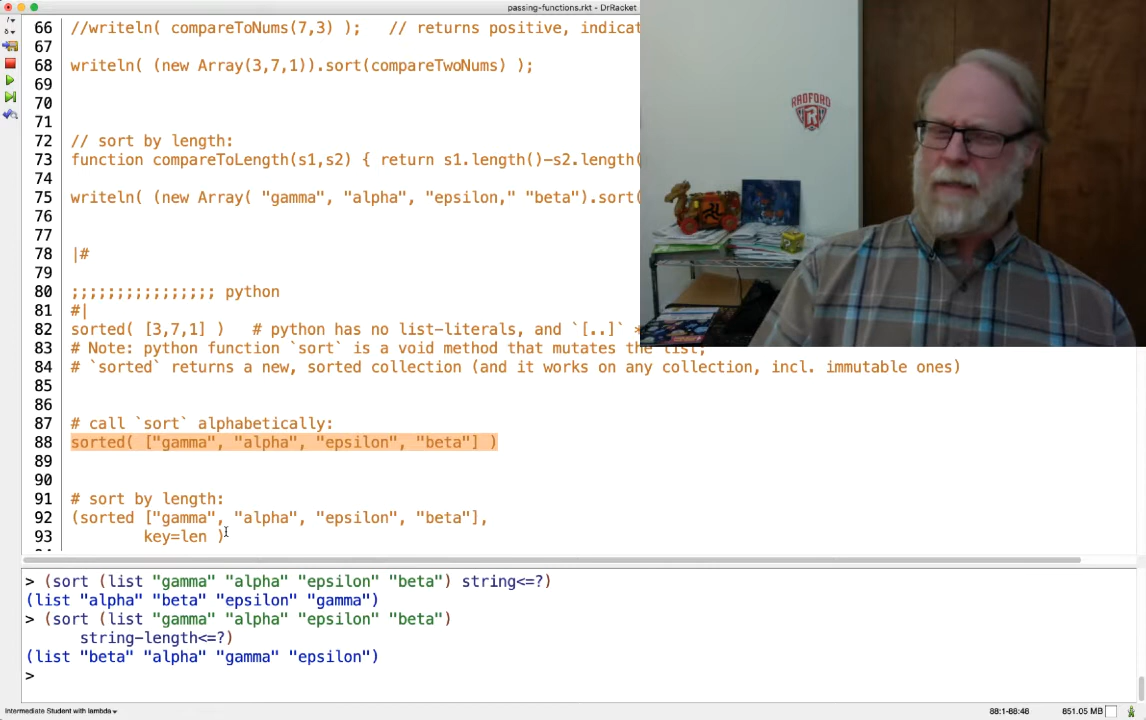 passing-functions.rkt - DrRacket
66 //writeln( compareToNums(7,3) );   // returns positive, indicat
67
68 writeln( (new Array(3,7,1)).sort(compareTwoNums) );
69
70
71
72 // sort by length:
73 function compareToLength(s1,s2) { return s1.length()-s2.length(
74
75 writeln( (new Array( "gamma", "alpha", "epsilon," "beta").sort(
76
77
78 |#
79
80 ;;;;;;;;;;;;;;;; python
81 #|
82 sorted( [3,7,1] )   # python has no list-literals, and `[..]`
83 # Note: python function `sort` is a void method that mutates the list;
84 # `sorted` returns a new, sorted collection (and it works on any collection, incl. immutable ones)
85
86
87 # call `sort` alphabetically:
88 sorted( ["gamma", "alpha", "epsilon", "beta"] )
89
90
91 # sort by length:
92 (sorted ["gamma", "alpha", "epsilon", "beta"],
93         key=len )
> (sort (list "gamma" "alpha" "epsilon" "beta") string<=?)
(list "alpha" "beta" "epsilon" "gamma")
> (sort (list "gamma" "alpha" "epsilon" "beta")
      string-length<=?)
(list "beta" "alpha" "gamma" "epsilon")
>
Intermediate Student with lambda
88:1-88:48
851.05 MB
RADFORD